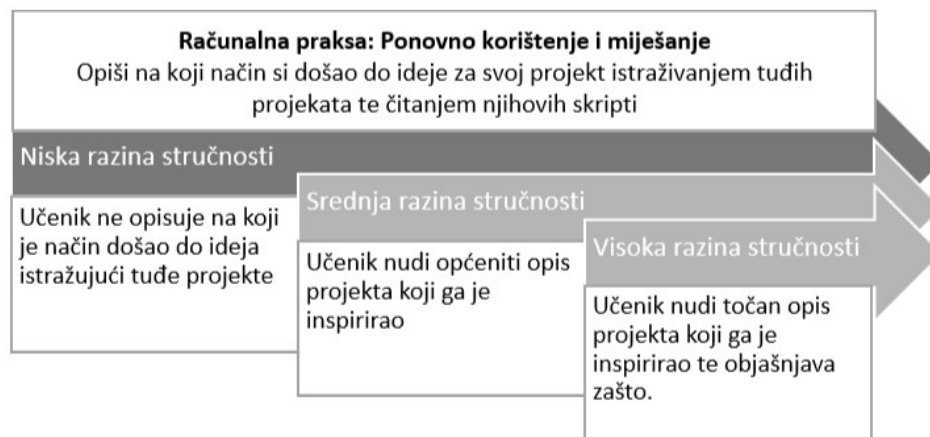 Računalna praksa: Ponovno korištenje i miješanje
Opiši na koji način si došao do ideje za svoj projekt istraživanjem tuđih
projekata te čitanjem njihovih skripti
Niska razina stručnosti
Učenik ne opisuje na koji
je način došao do ideja
istražujući tuđe projekte
Srednja razina stručnosti
Učenik nudi općeniti opis
projekta koji ga je
inspirirao
Visoka razina stručnosti
Učenik nudi točan opis
projekta koji ga je
inspirirao te objašnjava
zašto.